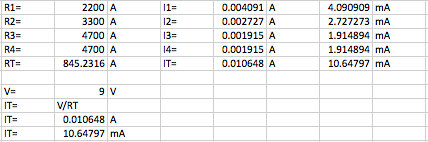 R1= 2200 A I1= 0.004091 A 4.090909 mA
R2= 3300 A I2= 0.002727 A 2.727273 mA
R3= 4700 A I3= 0.001915 A 1.914894 mA
R4= 4700 A I4= 0.001915 A 1.914894 mA
RT= 845.2316 A IT= 0.010648 A 10.64797 mA
V= 9 V
IT= V/RT
IT= 0.010648 A
IT= 10.64797 mA